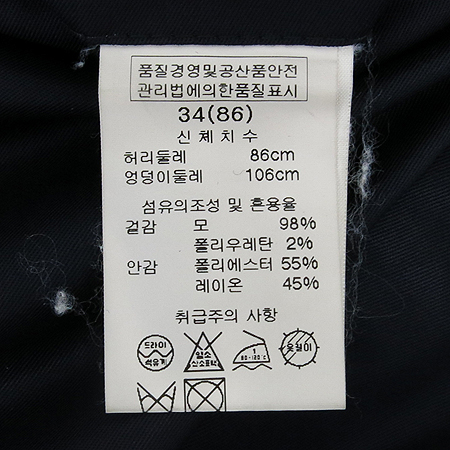 품질경영및공산품안전
관리법에의한품질표시
34(86)
신체치수
허리둘레 86cm
엉덩이둘레 106cm
섬유의조성 및 혼용율
겉감 모 98%
폴리우레탄 2%
안감 폴리에스터 55%
레이온 45%
취급주의 사항
드라이
석유계
염소
산소표백
1
80-120℃
옷걸이